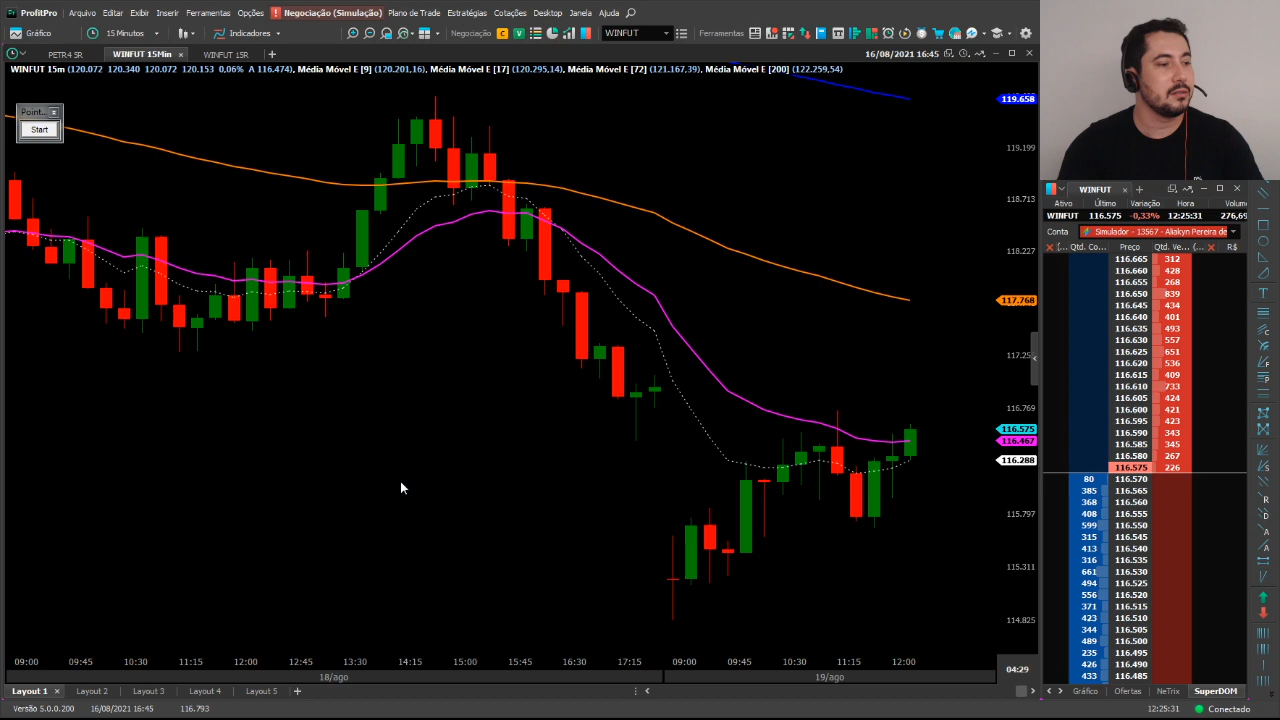 ProfitPro Arquivo Editar Exibir Inserir Ferramentas Opções ! Negociação (Simulação) Plano de Trade Estratégias Cotações Desktop Janela Ajuda
Gráfico 15 Minutos Indicadores Negociação C V WINFUT Ferramentas
PETR4 5R WINFUT 15Min × WINFUT 15R + 16/08/2021 16:45
WINFUT 15m (120.072 120.340 120.072 120.153 0,06% A 116.474), Média Móvel E [9] (120.201,16), Média Móvel E [17] (120.295,14), Média Móvel E [72] (121.167,39), Média Móvel E [200] (122.259,54)
Point...
Start
119.658
119.199
118.713
118.227
117.768
116.769
116.575
116.467
116.288
115.797
115.311
114.825
09:00 09:45 10:30 11:15 12:00 12:45 13:30 14:15 15:00 15:45 16:30 17:15 09:00 09:45 10:30 11:15 12:00
04:29
18/ago 19/ago
Layout 1 × Layout 2 Layout 3 Layout 4 Layout 5 +
Versão 5.0.0.200 16/08/2021 16:45 116.793
WINFUT × +
Ativo Último Variação Hora Volum
WINFUT 116.575 -0,33% 12:25:31 276,69
Conta Simulador - 13567 - Aliakyn Pereira de
Qtd. Co... Preço Qtd. Ve... R$
116.665 312
116.660 428
116.655 268
116.650 839
116.645 434
116.640 401
116.635 493
116.630 557
116.625 651
116.620 536
116.615 409
116.610 733
116.605 424
116.600 421
116.595 423
116.590 343
116.585 345
116.580 267
116.575 226
80 116.570
385 116.565
368 116.560
408 116.555
599 116.550
315 116.545
413 116.540
316 116.535
661 116.530
494 116.525
556 116.520
371 116.515
423 116.510
344 116.505
489 116.500
235 116.495
426 116.490
433 116.485
Gráfico Ofertas NeTrix SuperDOM
12:25:31 Conectado